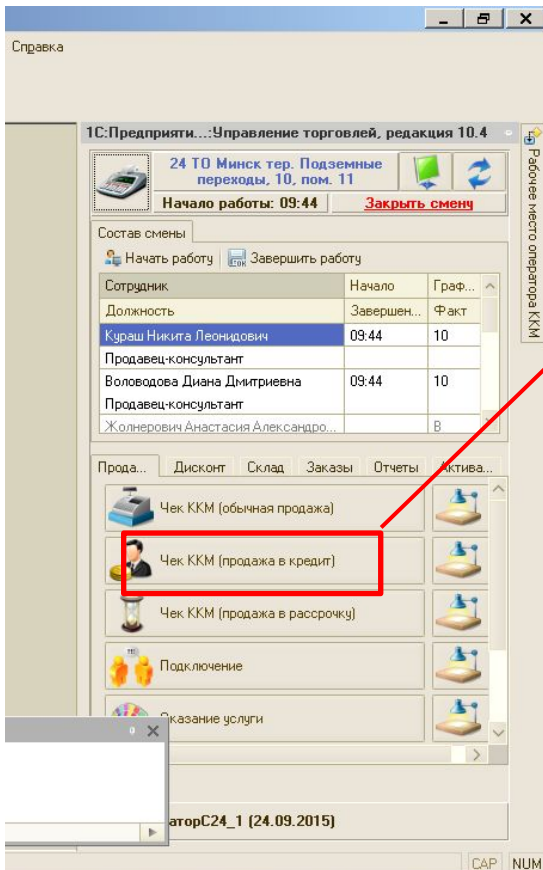 Справка
1С:Предприяти...:Управление торговлей, редакция 10.4
24 ТО Минск тер. Подземные
переходы, 10, пом. 11
Начало работы: 09:44
Закрыть смену
Рабочее место оператора ККМ
Состав смены
Начать работу
Завершить работу
Сотрудник Начало Граф...
Должность Завершен... Факт
Кураш Никита Леонидович 09:44 10
Продавец-консультант
Воловодова Диана Дмитриевна 09:44 10
Продавец-консультант
Жолнерович Анастасия Александро... В
Прода... Дисконт Склад Заказы Отчеты Актива...
Чек ККМ (обычная продажа)
Чек ККМ (продажа в кредит)
Чек ККМ (продажа в рассрочку)
Подключение
казание услуги
аторС24_1 (24.09.2015)
CAP NUM